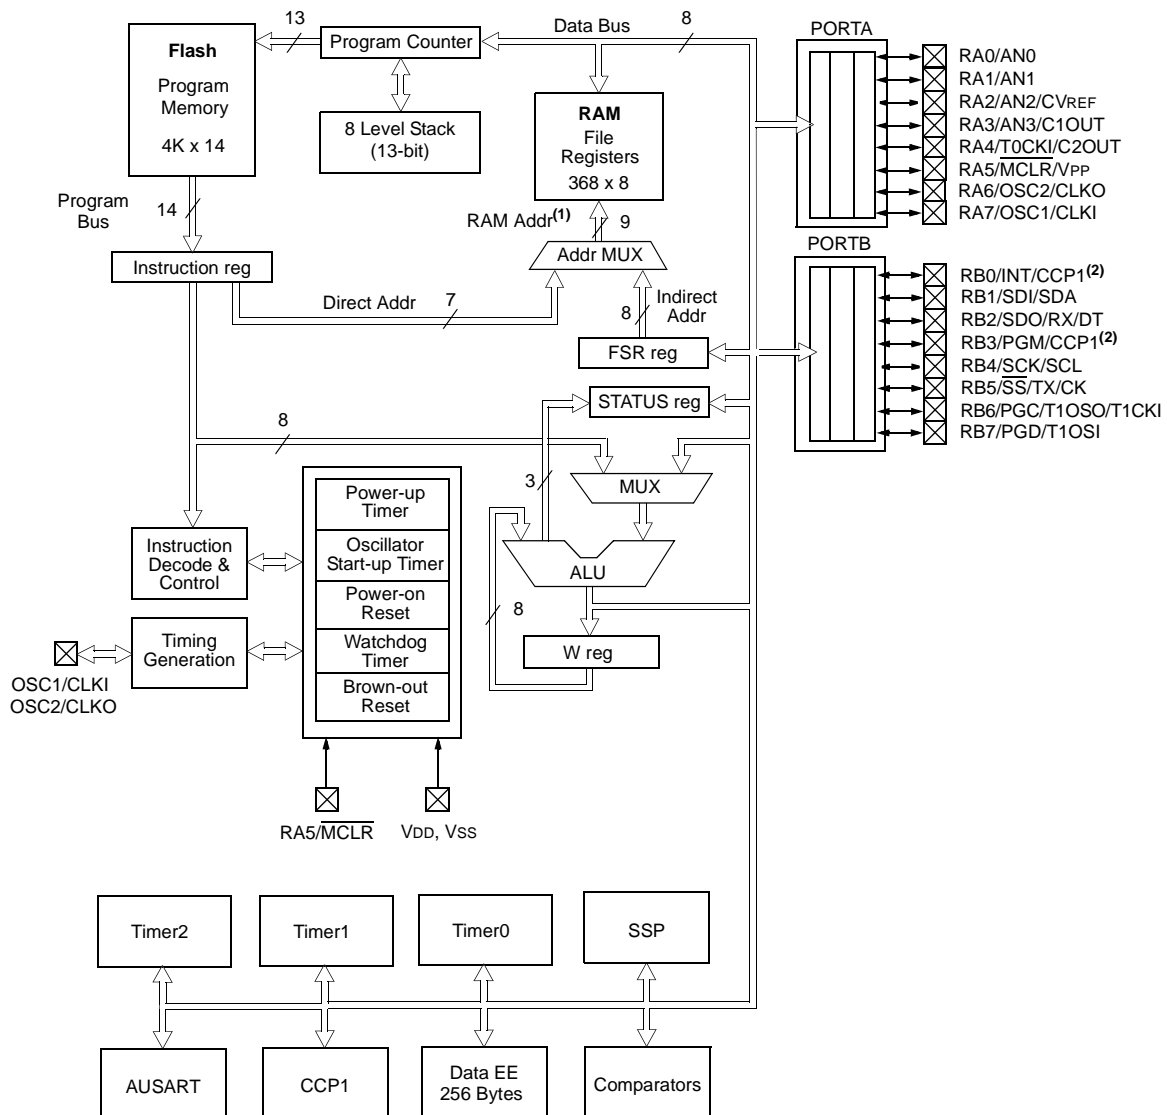 13
Data Bus
8
PORTA
Flash
Program
Memory
4K x 14
Program Counter
8 Level Stack
(13-bit)
RAM
File
Registers
368 x 8
RA0/AN0
RA1/AN1
RA2/AN2/CVREF
RA3/AN3/C1OUT
RA4/T0CKI/C2OUT
RA5/MCLR/VPP
RA6/OSC2/CLKO
RA7/OSC1/CLKI
Program
Bus
14
RAM Addr(1)
9
PORTB
Instruction reg
Addr MUX
Direct Addr
7
8
Indirect
Addr
FSR reg
RB0/INT/CCP1(2)
RB1/SDI/SDA
RB2/SDO/RX/DT
RB3/PGM/CCP1(2)
RB4/SCK/SCL
RB5/SS/TX/CK
RB6/PGC/T1OSO/T1CKI
RB7/PGD/T1OSI
STATUS reg
8
3
MUX
Power-up
Timer
Oscillator
Start-up Timer
Power-on
Reset
Watchdog
Timer
Brown-out
Reset
Instruction
Decode &
Control
ALU
8
Timing
Generation
W reg
OSC1/CLKI
OSC2/CLKO
RA5/MCLR
VDD, VSS
Timer2
Timer1
Timer0
SSP
AUSART
CCP1
Data EE
256 Bytes
Comparators